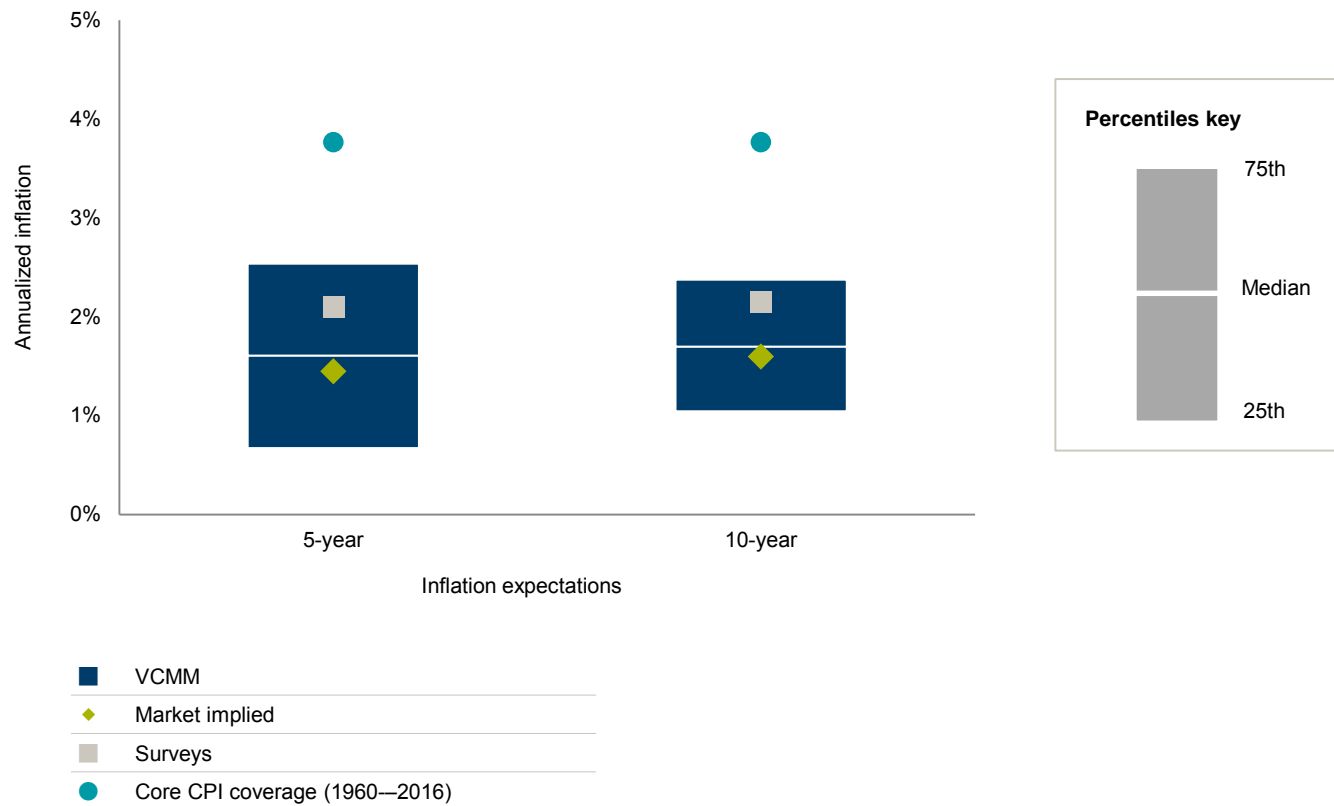 5%
4%
3%
2%
1%
0%
Annualized inflation
5-year
10-year
Inflation expectations
Percentiles key
75th
Median
25th
VCMM
Market implied
Surveys
Core CPI coverage (1960-–2016)